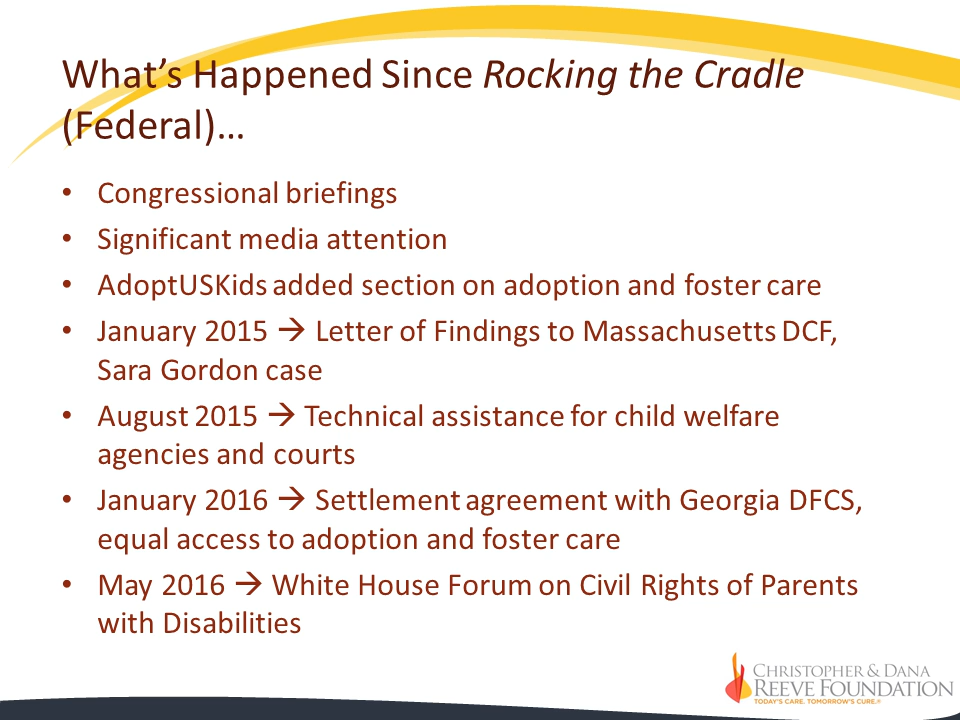 What’s Happened Since Rocking the Cradle
(Federal)…
• Congressional briefings
• Significant media attention
• AdoptUSKids added section on adoption and foster care
• January 2015 → Letter of Findings to Massachusetts DCF,
Sara Gordon case
• August 2015 → Technical assistance for child welfare
agencies and courts
• January 2016 → Settlement agreement with Georgia DFCS,
equal access to adoption and foster care
• May 2016 → White House Forum on Civil Rights of Parents
with Disabilities
CHRISTOPHER & DANA
REEVE FOUNDATION
TODAY'S CARE. TOMORROW'S CURE.®